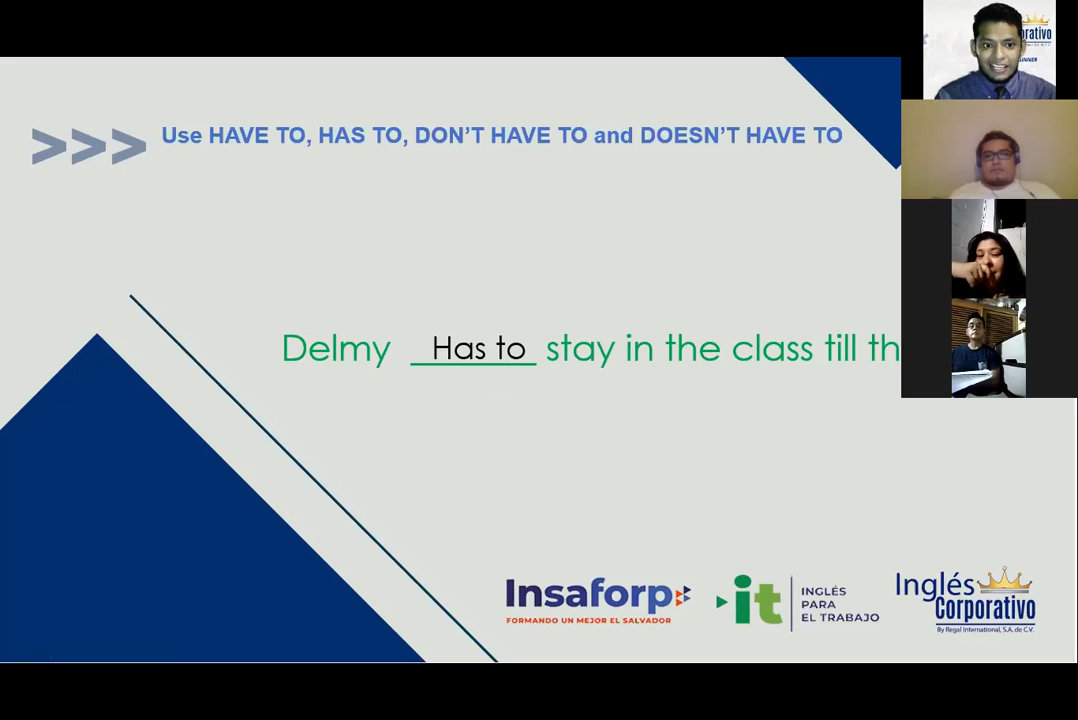 Use HAVE TO, HAS TO, DON'T HAVE TO and DOESN'T HAVE TO
Delmy Has to stay in the class till th
Insaforp
FORMANDO UN MEJOR EL SALVADOR
it
INGLÉS
PARA
EL TRABAJO
Inglés
Corporativo
By Regal International, S.A. de C.V.